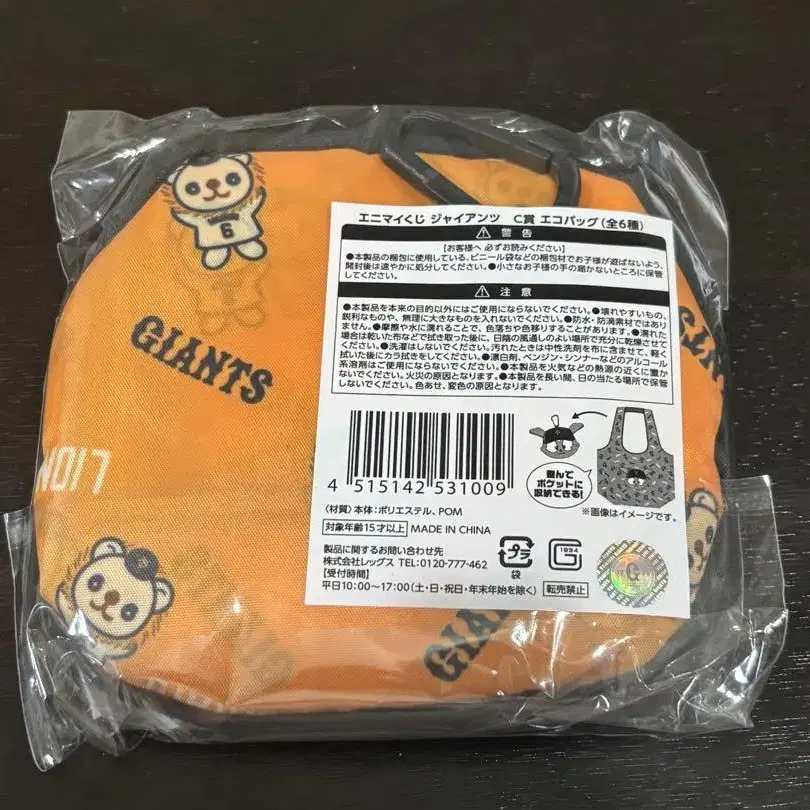 6
GIANTS
LION
GIANTS
エニマイくじ ジャイアンツ C賞 エコバッグ(全6種)
警告
【お客様へ 必ずお読みください】
●本製品の梱包に使用している、ビニール袋などの梱包材でお子様が遊ばないよう、
開封後は速やかに処分してください。●小さなお子様の手の届かないところに保管
してください。
注意
●本製品を本来の目的以外にはご使用にならないでください。●壊れやすいもの、
鋭利なものや、無理に大きなものを入れないでください。●防水・防滴素材ではあり
ません。●摩擦や水に濡れることで、色落ちや色移りすることがあります。●濡れた
場合は乾いた布などで拭き取った後に、日陰の風通しのよい場所で充分に乾燥させ
てください。●洗濯はしないでください。汚れたときは中性洗剤を布に含ませて、軽く
拭いた後にカラ拭きをしてください。●漂白剤、ベンジン・シンナーなどのアルコール
系溶剤はご使用にならないでください。●本製品を火気などの熱源の近くに置か
ないでください。火災の原因となります。●本製品を長い間、日の当たる場所で保管
しないでください。色あせ、変色の原因となります。
4 515142 531009
畳んで
ポケットに
収納できる!
※画像はイメージです。
〈材質〉本体:ポリエステル、POM
対象年齢15才以上 MADE IN CHINA
製品に関するお問い合わせ先
株式会社レッグス TEL:0120-777-462
【受付時間】
平日10:00~17:00(土・日・祝日・年末年始を除く)
プラ
袋
1934
G
転売禁止
G
GIANTS